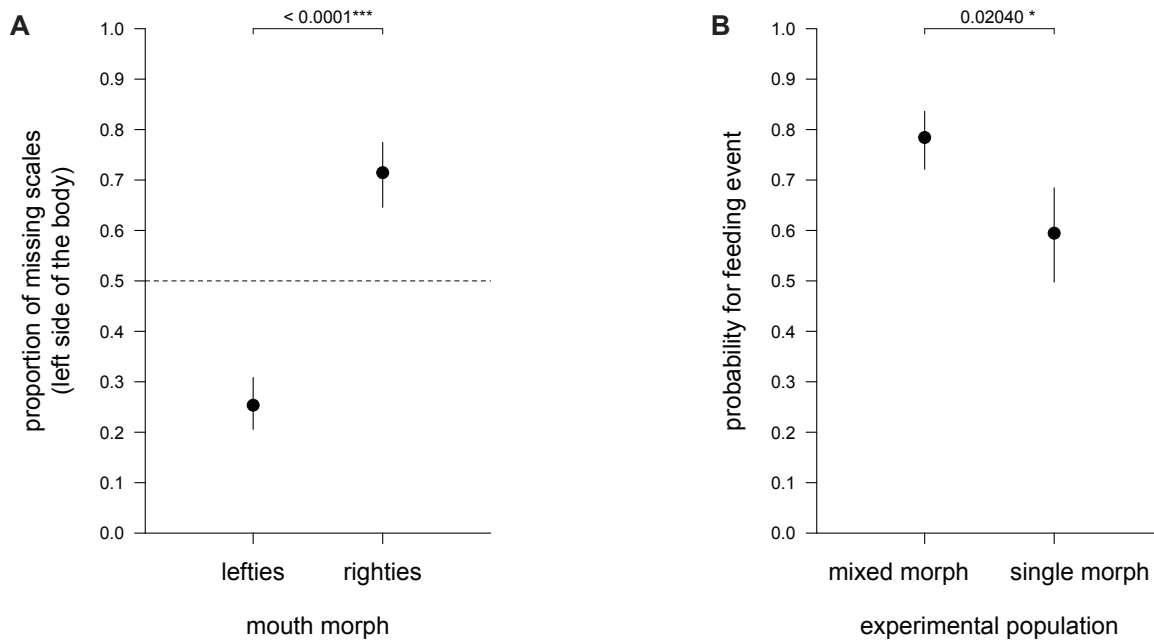 A
< 0.0001***
1.0
0.9
0.8
0.7
0.6
0.5
0.4
0.3
0.2
0.1
0.0
proportion of missing scales
(left side of the body)
lefties righties
mouth morph
B
0.02040 *
1.0
0.9
0.8
0.7
0.6
0.5
0.4
0.3
0.2
0.1
0.0
probability for feeding event
mixed morph single morph
experimental population